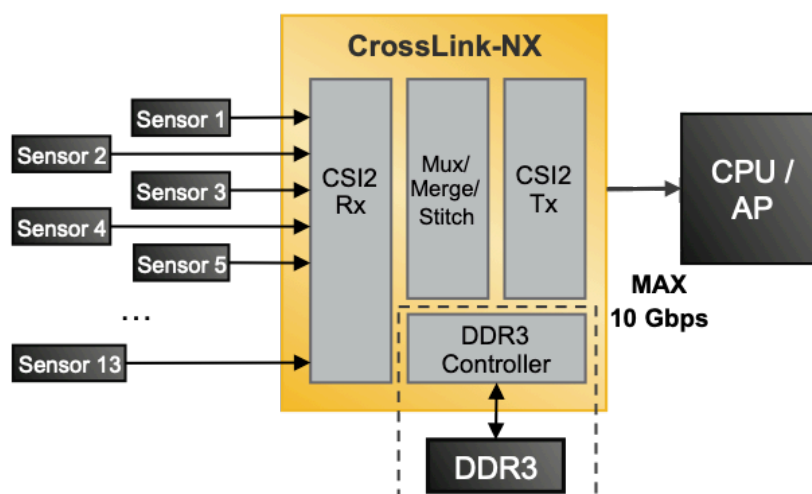 CrossLink-NX
Sensor 1
Sensor 2
Sensor 3
Sensor 4
Sensor 5
...
Sensor 13
CSI2
Rx
Mux/
Merge/
Stitch
CSI2
Tx
CPU /
AP
MAX
10 Gbps
DDR3
Controller
DDR3